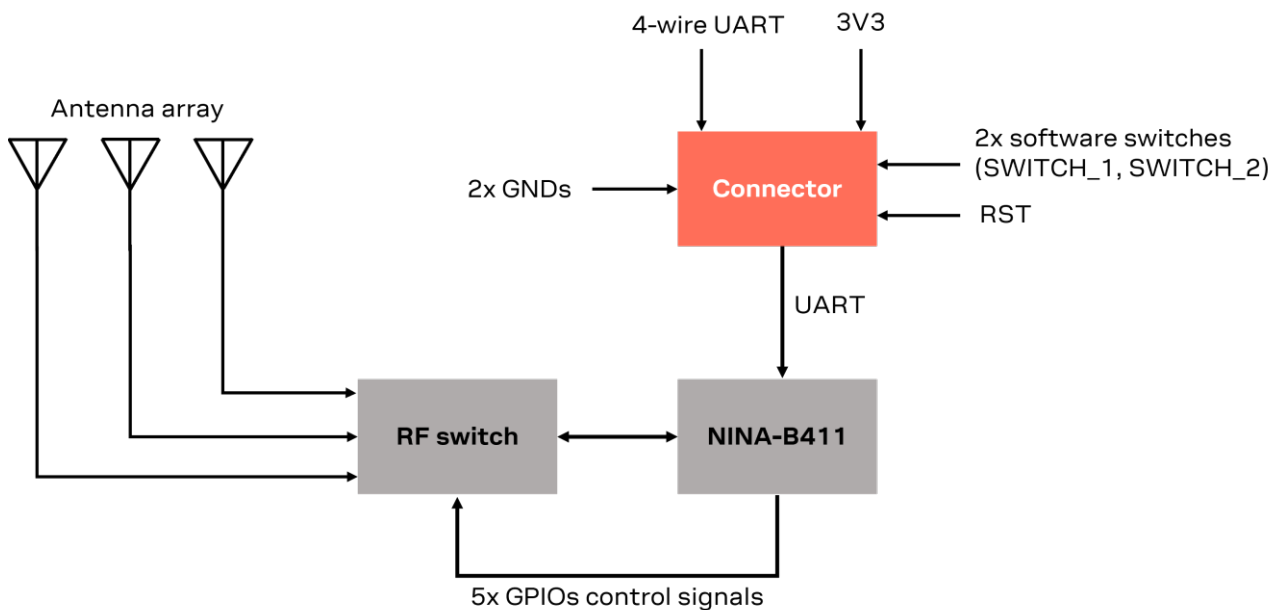 4-wire UART
3V3
Antenna array
2x software switches
(SWITCH_1, SWITCH_2)
2x GNDs
Connector
RST
UART
RF switch
NINA-B411
5x GPIOs control signals